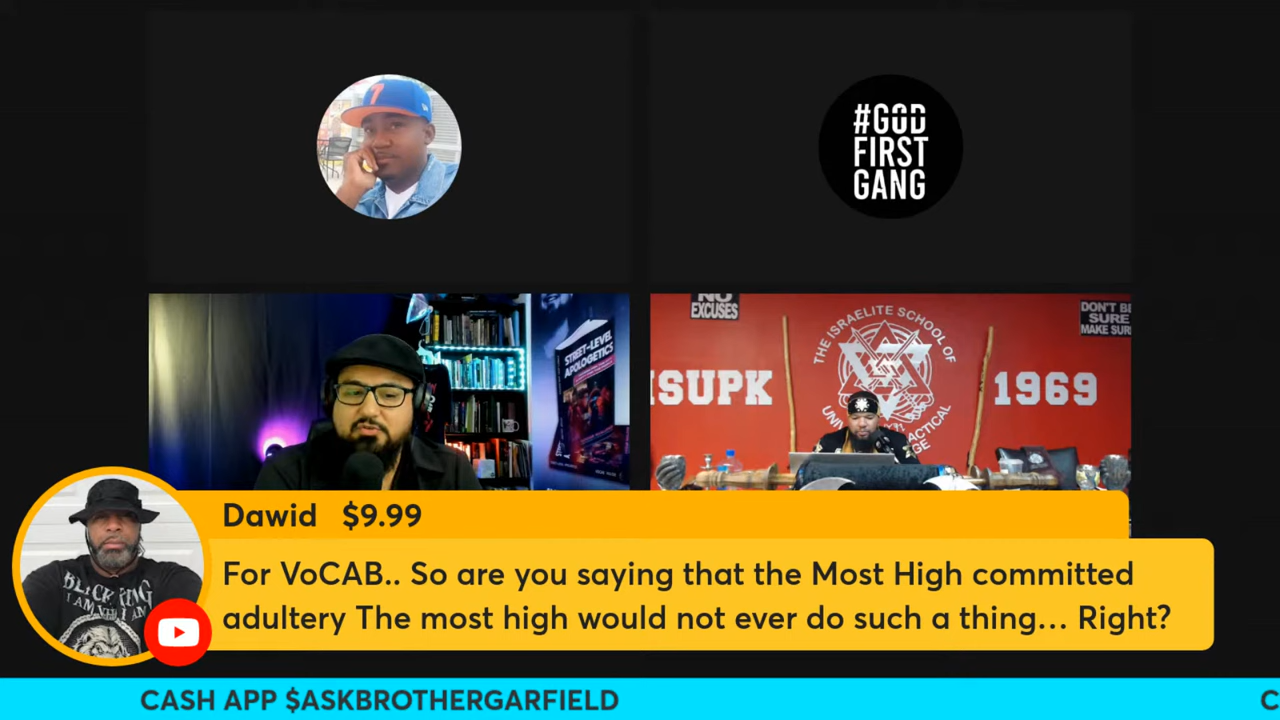 #GOD
FIRST
GANG
STREET-LEVEL
APOLOGETICS
NO
EXCUSES
THE ISRAELITE SCHOOL OF
DON'T BE
SURE
MAKE SURE
ISUPK
1969
Dawid $9.99
For VoCAB.. So are you saying that the Most High committed
adultery The most high would not ever do such a thing... Right?
CASH APP $ASKBROTHERGARFIELD
C